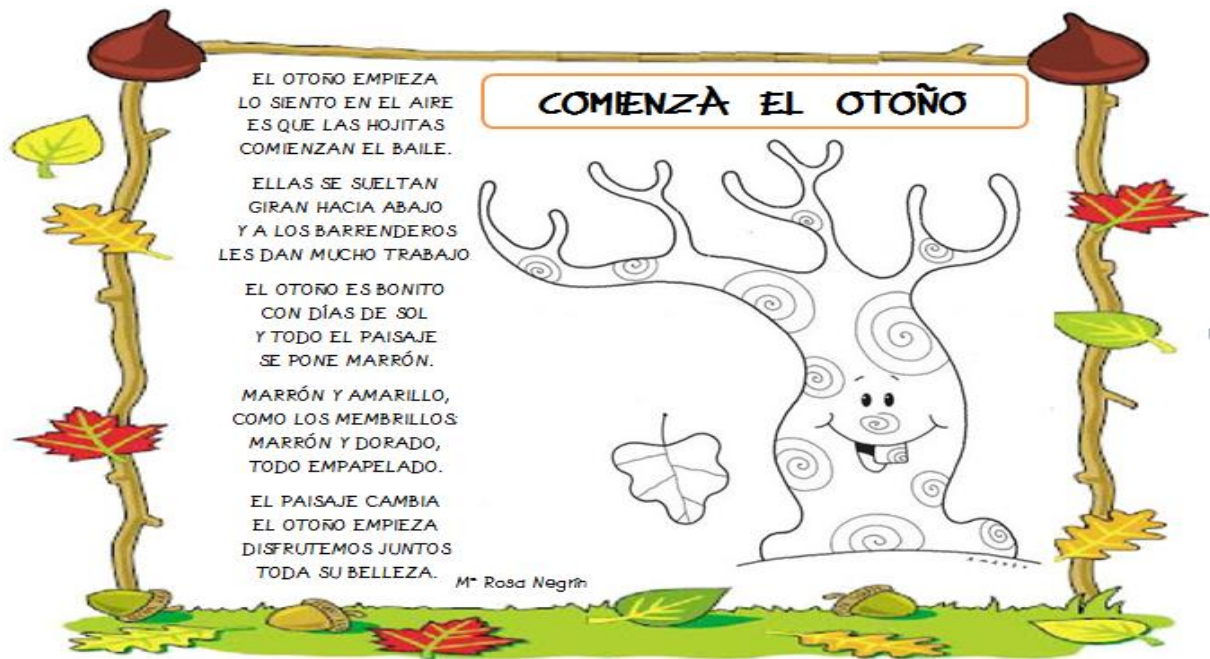 COMIENZA EL OTOÑO
EL OTOÑO EMPIEZA
LO SIENTO EN EL AIRE
ES QUE LAS HOJITAS
COMIENZAN EL BAILE.
ELLAS SE SUELTAN
GIRAN HACIA ABAJO
Y A LOS BARRENDEROS
LES DAN MUCHO TRABAJO
EL OTOÑO ES BONITO
CON DÍAS DE SOL
Y TODO EL PAISAJE
SE PONE MARRÓN.
MARRÓN Y AMARILLO,
COMO LOS MEMBRILLOS:
MARRÓN Y DORADO,
TODO EMPAPELADO.
EL PAISAJE CAMBIA
EL OTOÑO EMPIEZA
DISFRUTEMOS JUNTOS
TODA SU BELLEZA.
Mª Rosa Negrín